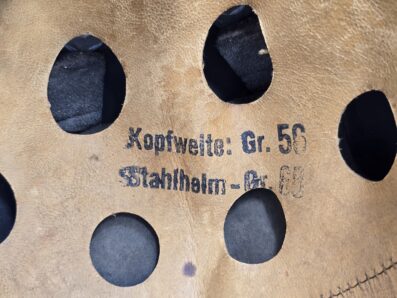 Kopfweite: Gr. 56
Stahlhelm - Gr.